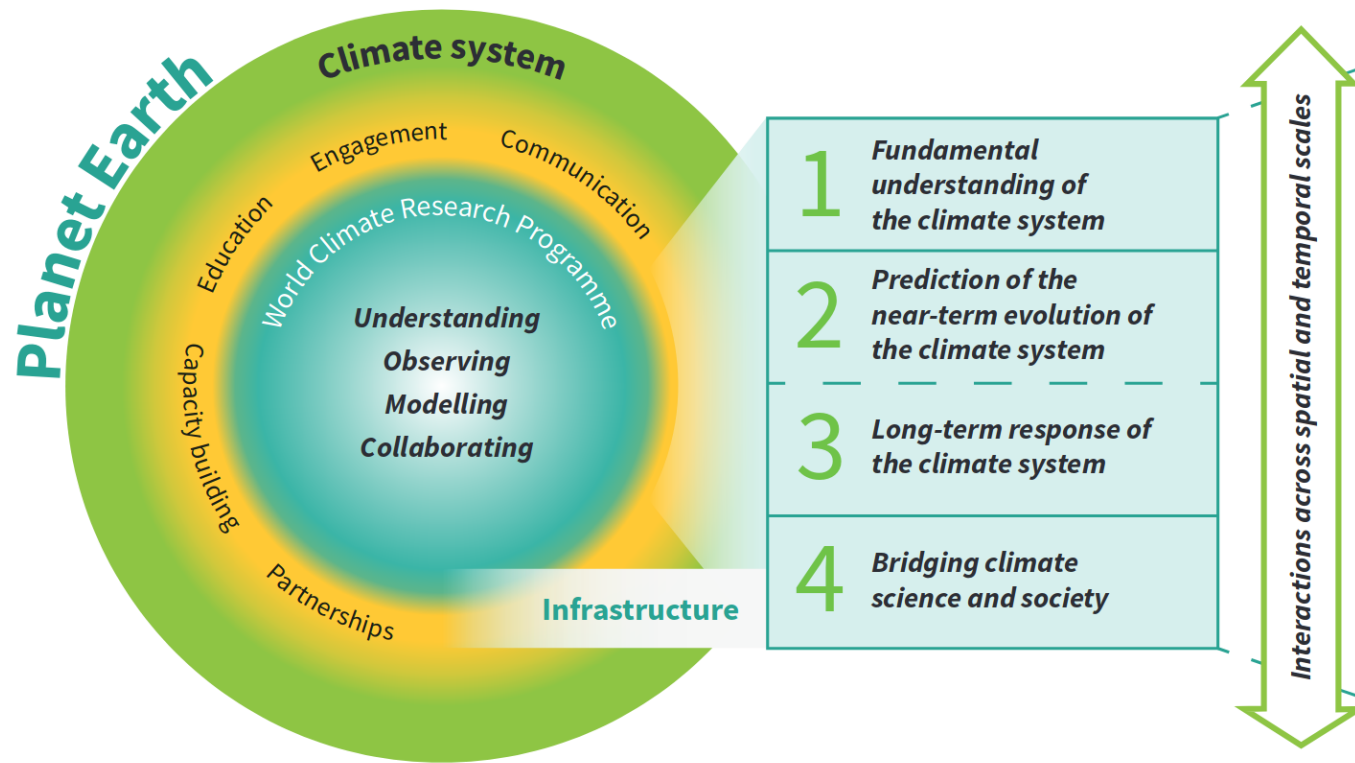 Planet Earth
Climate system
Engagement
Communication
Education
Capacity building
Partnerships
World Climate Research Programme
Understanding
Observing
Modelling
Collaborating
Infrastructure
1
Fundamental
understanding of
the climate system
2
Prediction of the
near-term evolution of
the climate system
3
Long-term response of
the climate system
4
Bridging climate
science and society
Interactions across spatial and temporal scales